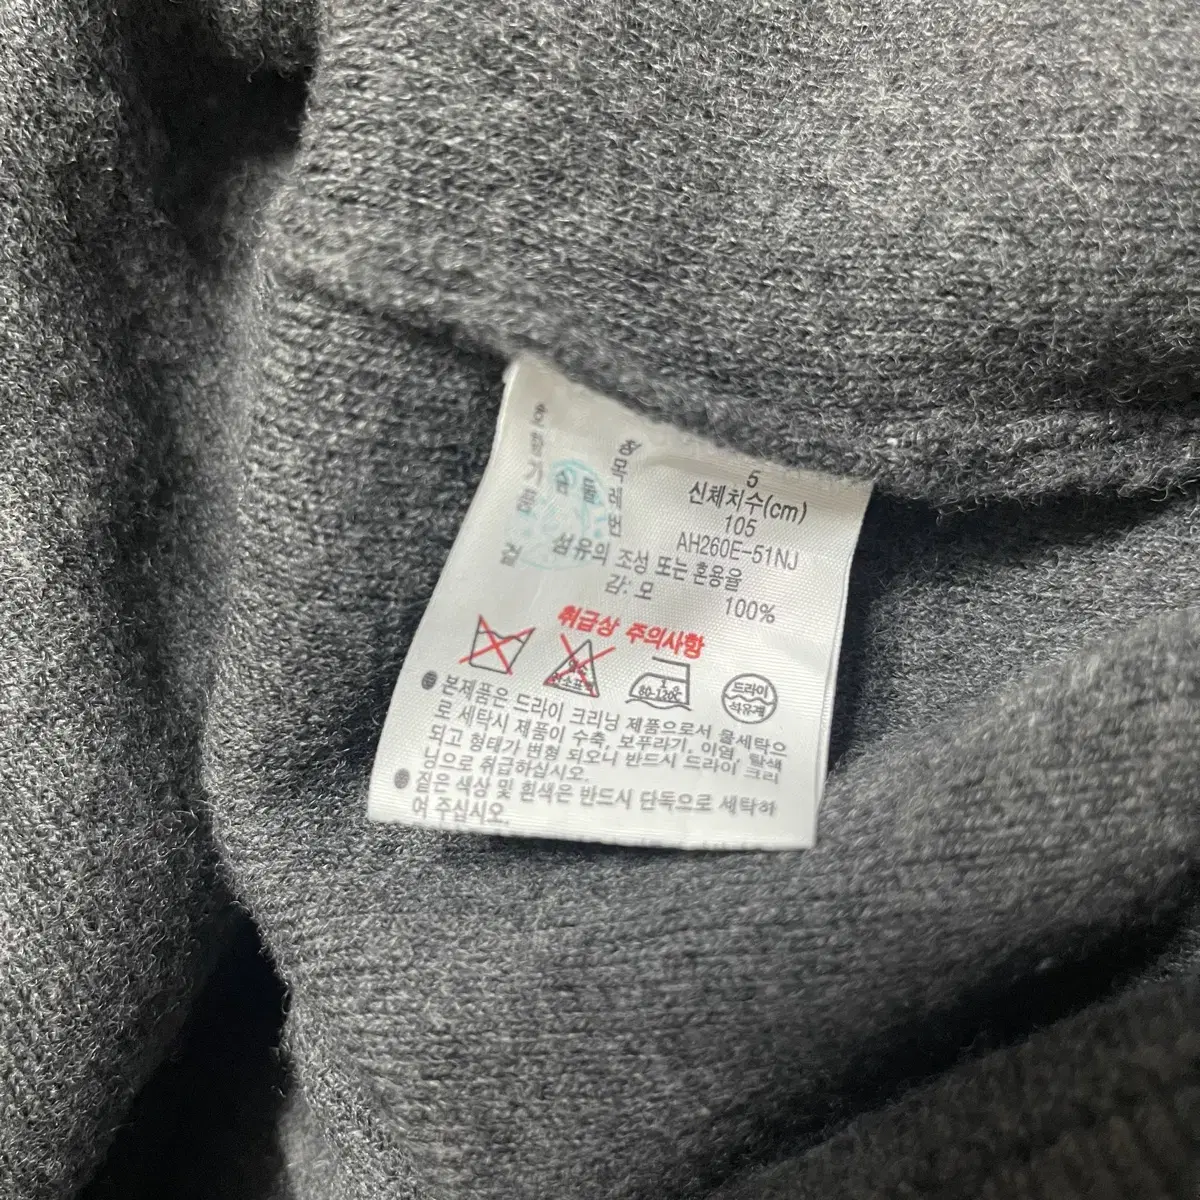 5
신체치수(cm)
105
AH260E-51NJ
섬유의 조성 또는 혼용율
감: 모 100%
취급상 주의사항
80-120℃
드라이
석유계
● 본제품은 드라이 크리닝 제품으로서 물세탁으
로 세탁시 제품이 수축, 보푸라기, 이염, 탈색
되고 형태가 변형 되오니 반드시 드라이 크리
닝으로 취급하십시오.
● 짙은 색상 및 흰색은 반드시 단독으로 세탁하
여 주십시오.